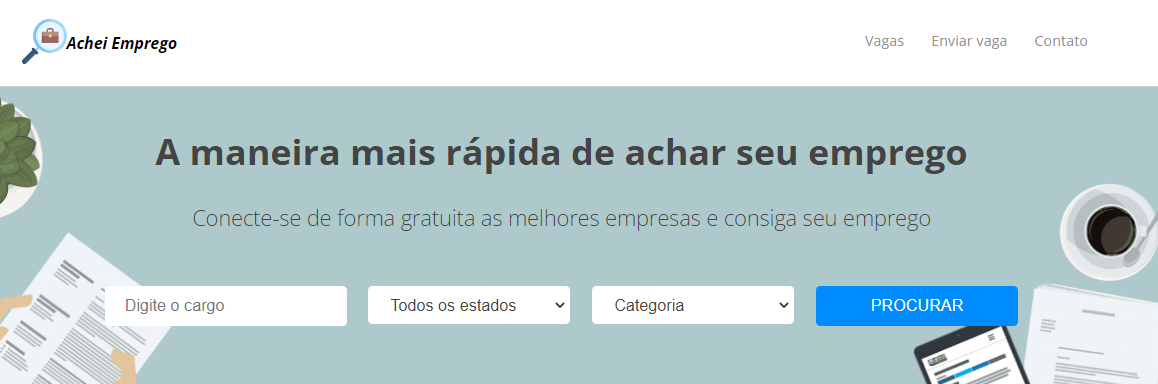 Achei Emprego
Vagas Enviar vaga Contato
A maneira mais rápida de achar seu emprego
Conecte-se de forma gratuita as melhores empresas e consiga seu emprego
Digite o cargo Todos os estados Categoria PROCURAR